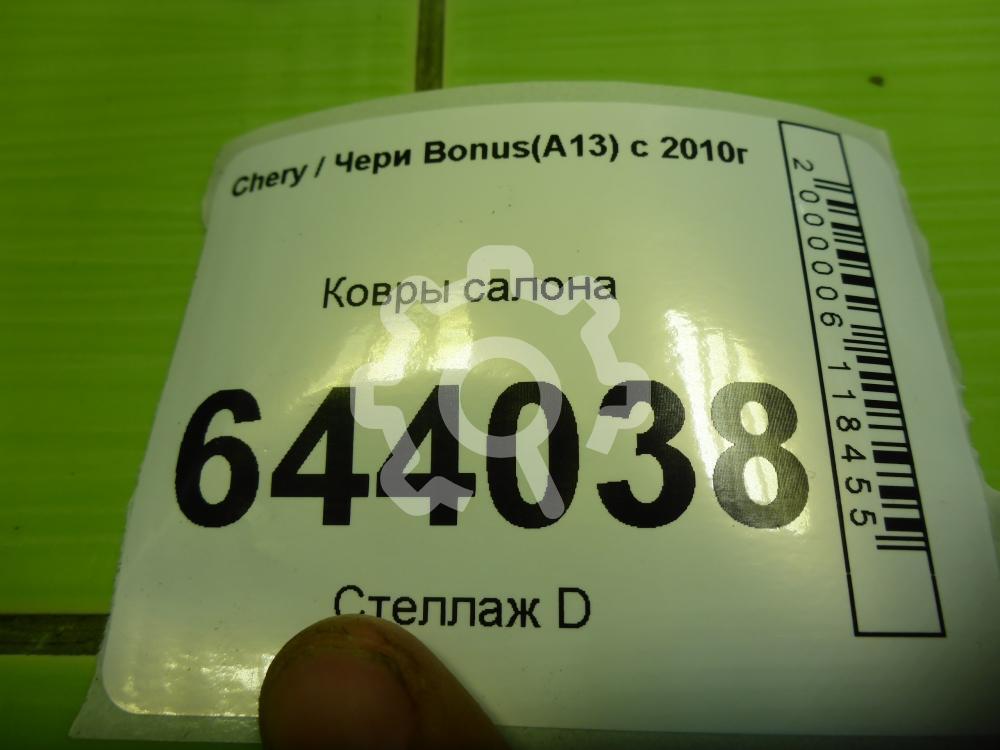 Chery / Чери Bonus(A13) с 2010г
Ковры салона
644038
Стеллаж D
2000006118455